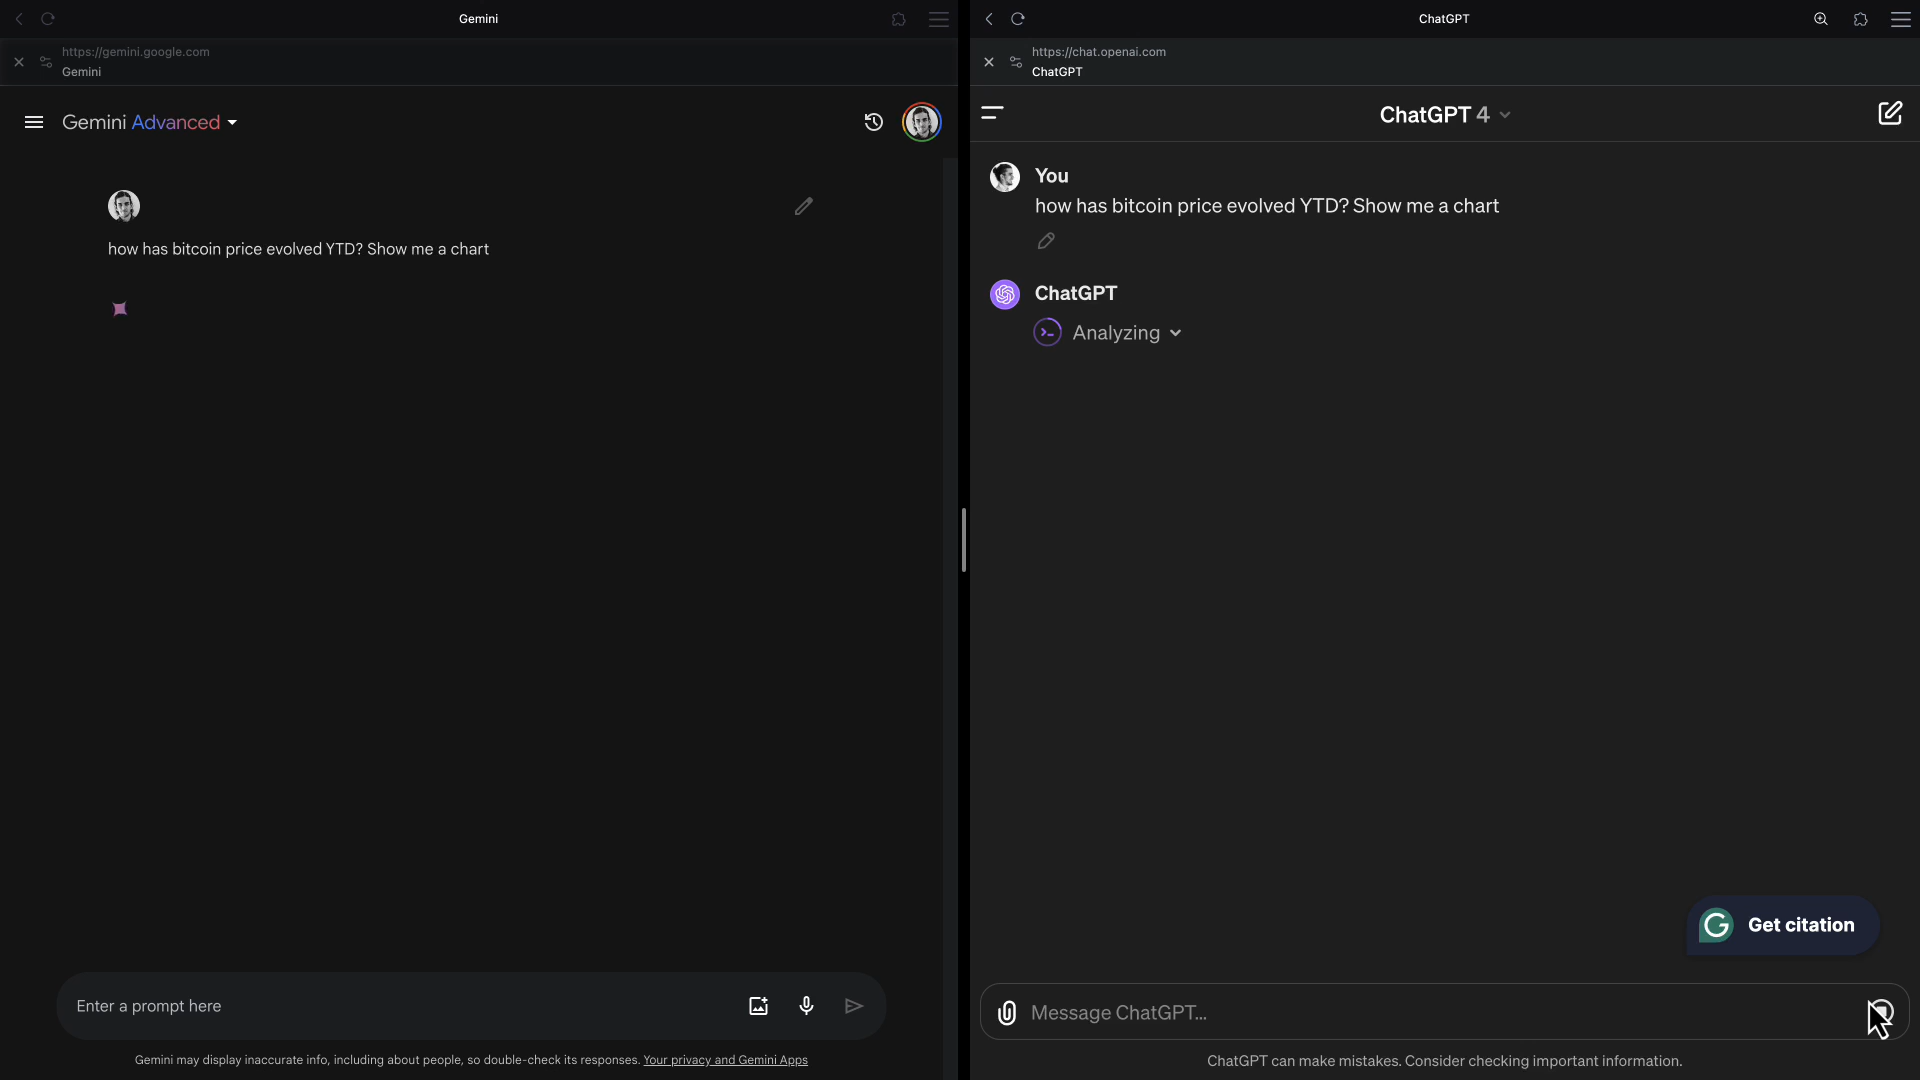 Gemini
https://gemini.google.com
Gemini
Gemini Advanced
how has bitcoin price evolved YTD? Show me a chart
Enter a prompt here
Gemini may display inaccurate info, including about people, so double-check its responses. Your privacy and Gemini Apps
ChatGPT
https://chat.openai.com
ChatGPT
ChatGPT 4
You
how has bitcoin price evolved YTD? Show me a chart
ChatGPT
Analyzing
Get citation
Message ChatGPT...
ChatGPT can make mistakes. Consider checking important information.